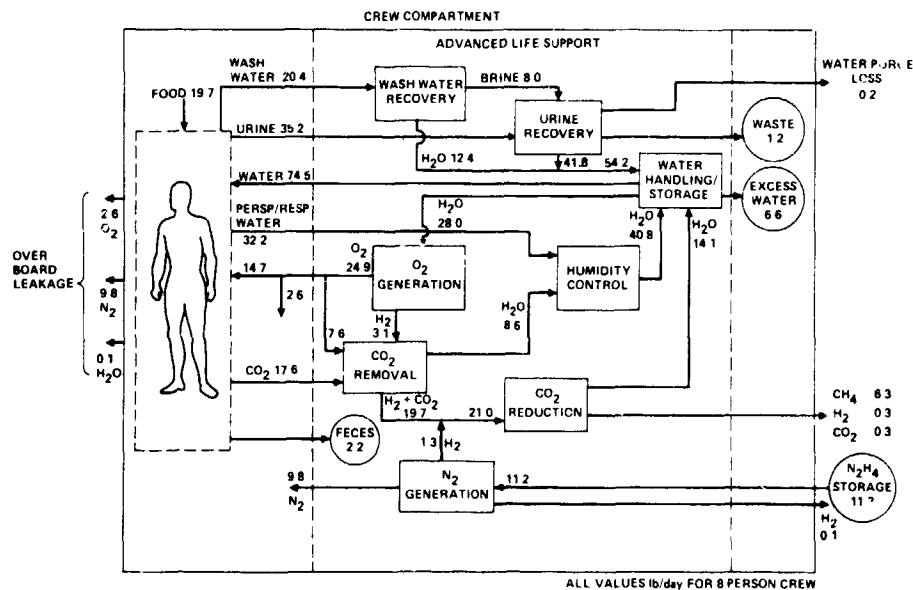 CREW COMPARTMENT
ADVANCED LIFE SUPPORT
WASH
WATER 20.4
FOOD 19.7
WASH WATER
RECOVERY
BRINE 8.0
WATER PURGE
LOSS
0.2
URINE 35.2
URINE
RECOVERY
WASTE
1.2
H2O 12.4
41.8
54.2
WATER
HANDLING/
STORAGE
EXCESS
WATER
6.6
WATER 74.5
H2O
28.0
PERSP/RESP
WATER
32.2
H2O
40.8
H2O
14.1
OVER
BOARD
LEAKAGE
2.6
O2
9.8
N2
0.1
H2O
O2
24.9
14.7
2.6
7.6
O2
GENERATION
HUMIDITY
CONTROL
H2
3.1
H2O
8.6
CO2 17.6
CO2
REMOVAL
H2 + CO2
19.7
21.0
CO2
REDUCTION
CH4 6.3
H2 0.3
CO2 0.3
FECES
2.2
1.3 H2
9.8
N2
N2
GENERATION
11.2
N2H4
STORAGE
H2
0.1
ALL VALUES lb/day FOR 8 PERSON CREW